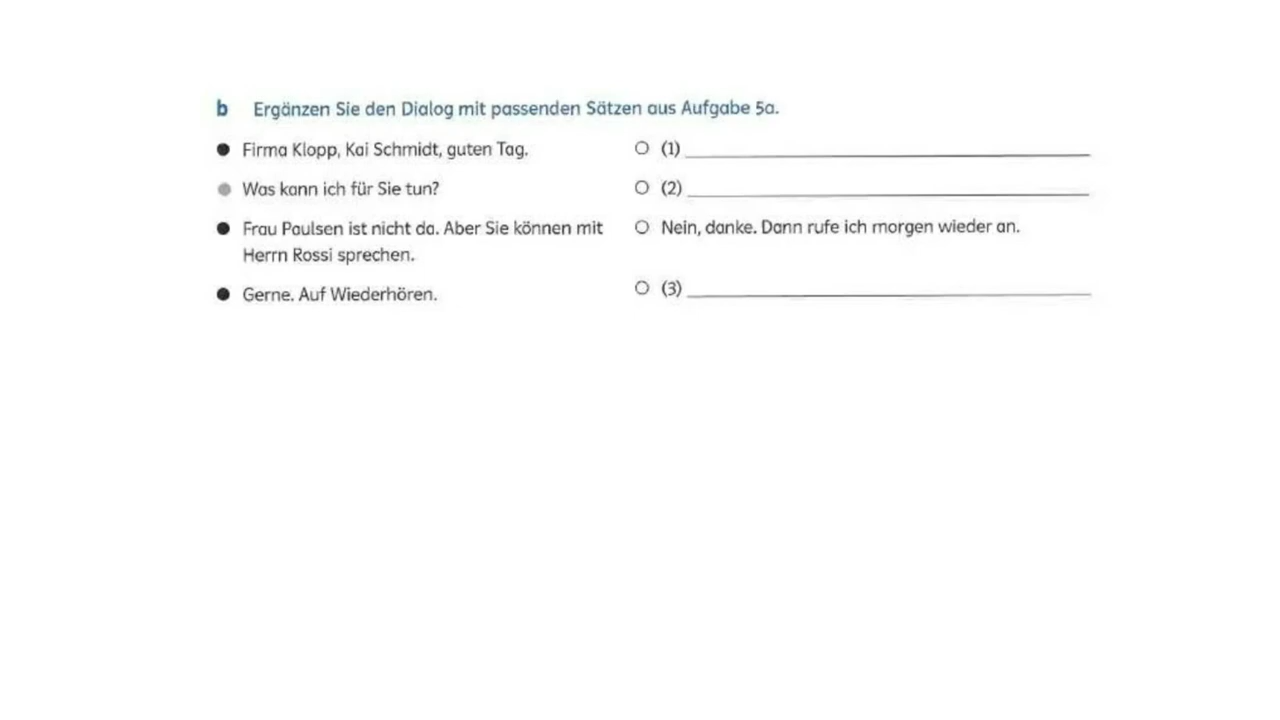 b Ergänzen Sie den Dialog mit passenden Sätzen aus Aufgabe 5a.
Firma Klopp, Kai Schmidt, guten Tag.
(1)
Was kann ich für Sie tun?
(2)
Frau Paulsen ist nicht da. Aber Sie können mit
Herrn Rossi sprechen.
Nein, danke. Dann rufe ich morgen wieder an.
Gerne. Auf Wiederhören.
(3)